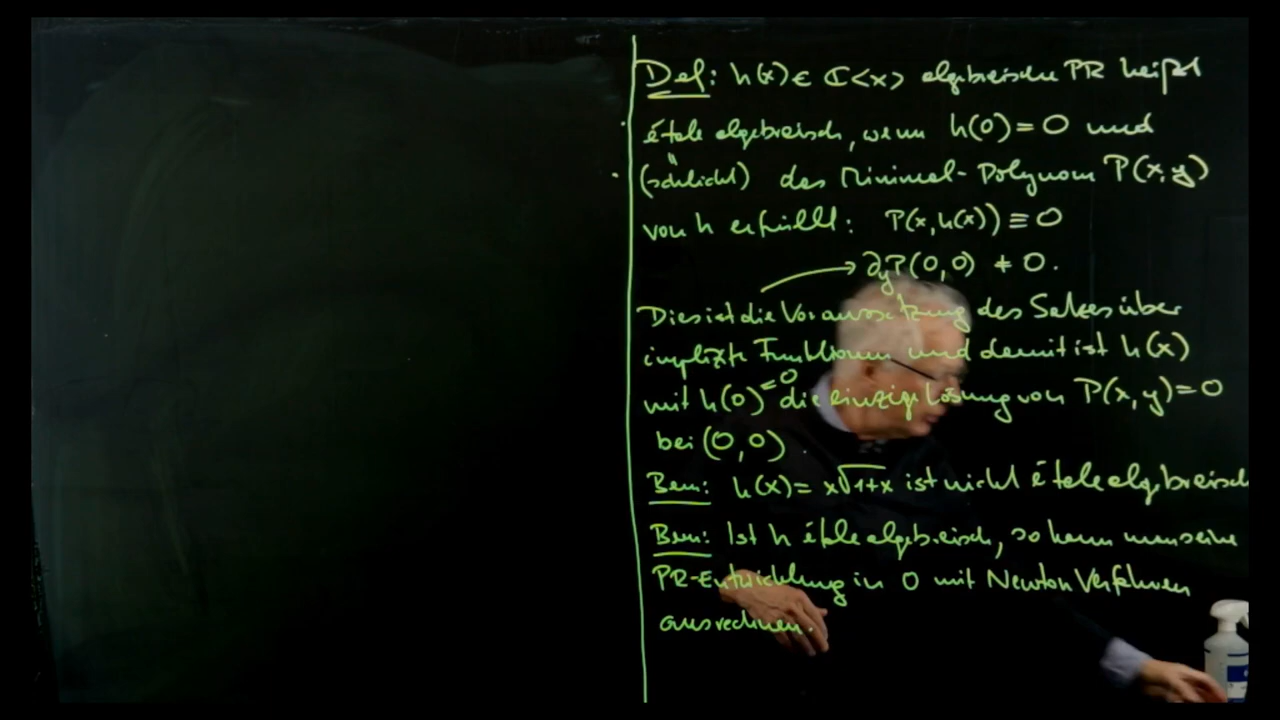 Def: h(x) ∈ ℂ<x> algebraische PR heißt
étale algebraisch, wenn h(0) = 0 und
(schlicht) das Minimal-Polynom P(x,y)
von h erfüllt: P(x,h(x)) ≡ 0
∂yP(0,0) ≠ 0.
Dies ist die Voraussetzung des Satzes über
implizite Funktionen und damit ist h(x)
mit h(0)=0 die einzige Lösung von P(x,y)=0
bei (0,0).
Bem: h(x) = x√1+x ist nicht étale algebraisch
Bem: Ist h étale algebraisch, so kann man seine
PR-Entwicklung in 0 mit Newton Verfahren
ausrechnen.